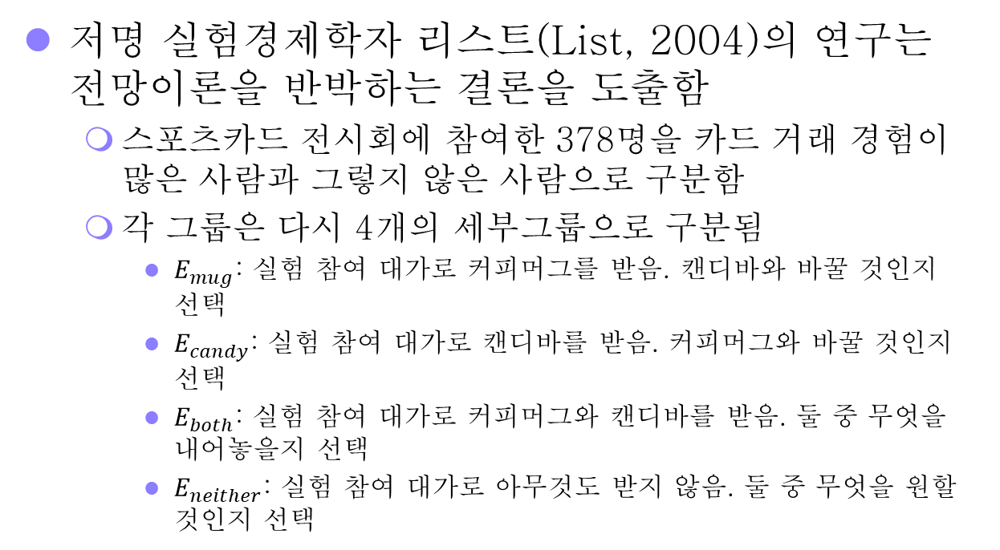 저명 실험경제학자 리스트(List, 2004)의 연구는
전망이론을 반박하는 결론을 도출함
스포츠카드 전시회에 참여한 378명을 카드 거래 경험이
많은 사람과 그렇지 않은 사람으로 구분함
각 그룹은 다시 4개의 세부그룹으로 구분됨
E_mug: 실험 참여 대가로 커피머그를 받음. 캔디바와 바꿀 것인지
선택
E_candy: 실험 참여 대가로 캔디바를 받음. 커피머그와 바꿀 것인지
선택
E_both: 실험 참여 대가로 커피머그와 캔디바를 받음. 둘 중 무엇을
내어놓을지 선택
E_neither: 실험 참여 대가로 아무것도 받지 않음. 둘 중 무엇을 원할
것인지 선택